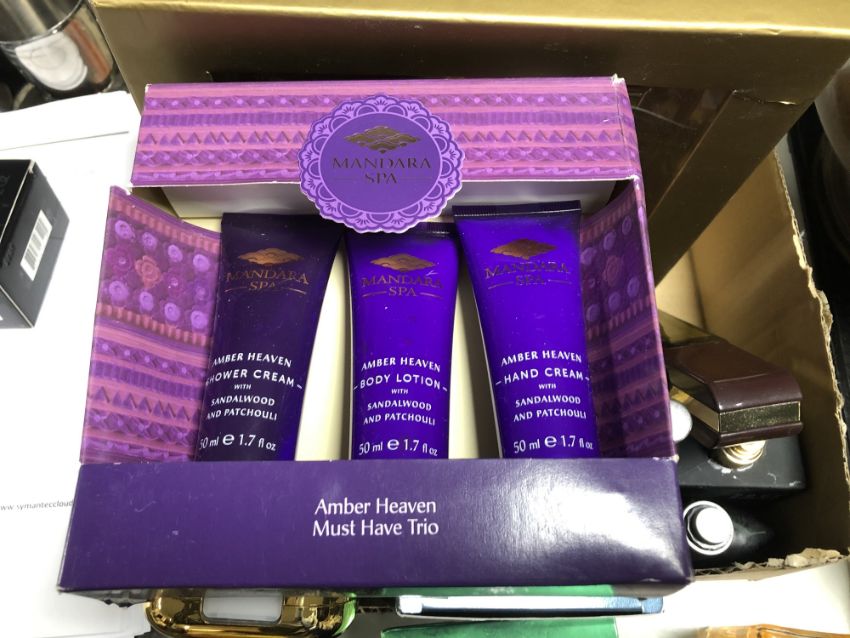 MANDARA
SPA
MANDARA
SPA
AMBER HEAVEN
SHOWER CREAM
WITH
SANDALWOOD
AND PATCHOULI
50 ml e 1.7 fl oz
MANDARA
SPA
AMBER HEAVEN
BODY LOTION
WITH
SANDALWOOD
AND PATCHOULI
50 ml e 1.7 fl oz
MANDARA
SPA
AMBER HEAVEN
HAND CREAM
WITH
SANDALWOOD
AND PATCHOULI
50 ml e 1.7 fl oz
Amber Heaven
Must Have Trio
ww.symanteccloud